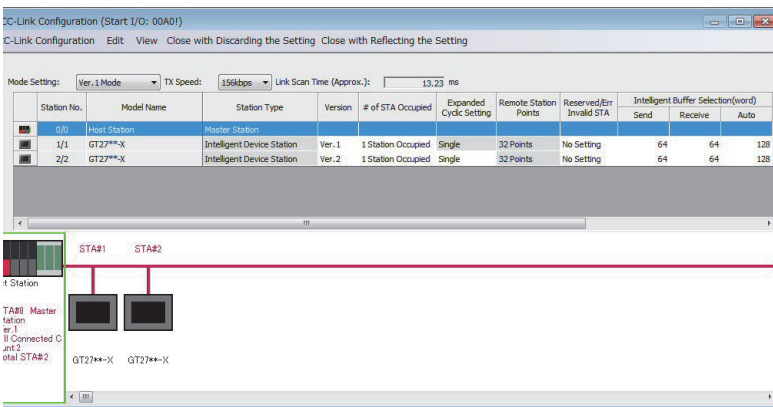 CC-Link Configuration (Start I/O: 00A0!)
CC-Link Configuration Edit View Close with Discarding the Setting Close with Reflecting the Setting
Mode Setting: Ver.1 Mode TX Speed: 156kbps Link Scan Time (Approx.): 13.23 ms
Station No. Model Name Station Type Version # of STA Occupied Expanded Cyclic Setting Remote Station Points Reserved/Err Invalid STA Intelligent Buffer Selection(word)
Send Receive Auto
0/0 Host Station Master Station
1/1 GT27**-X Intelligent Device Station Ver.1 1 Station Occupied Single 32 Points No Setting 64 64 128
2/2 GT27**-X Intelligent Device Station Ver.2 1 Station Occupied Single 32 Points No Setting 64 64 128
STA#1 STA#2
t Station
TA#0 Master
tation
er.1
ll Connected C
unt:2
otal STA#2
GT27**-X GT27**-X